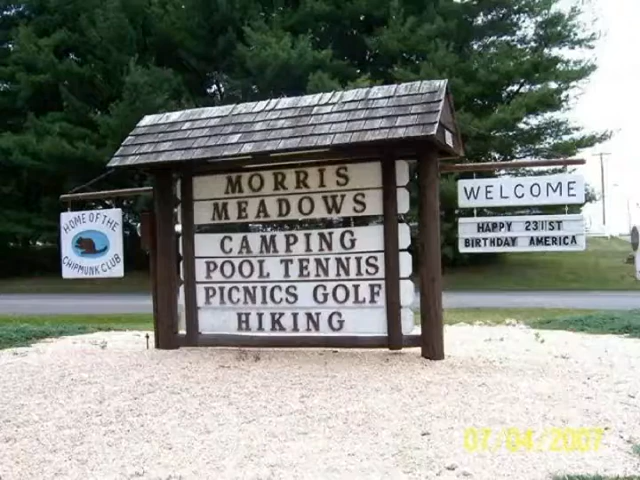 HOME OF THE
CHIPMUNK CLUB
MORRIS
MEADOWS
CAMPING
POOL TENNIS
PICNICS GOLF
HIKING
WELCOME
HAPPY 231ST
BIRTHDAY AMERICA
07/04/2007